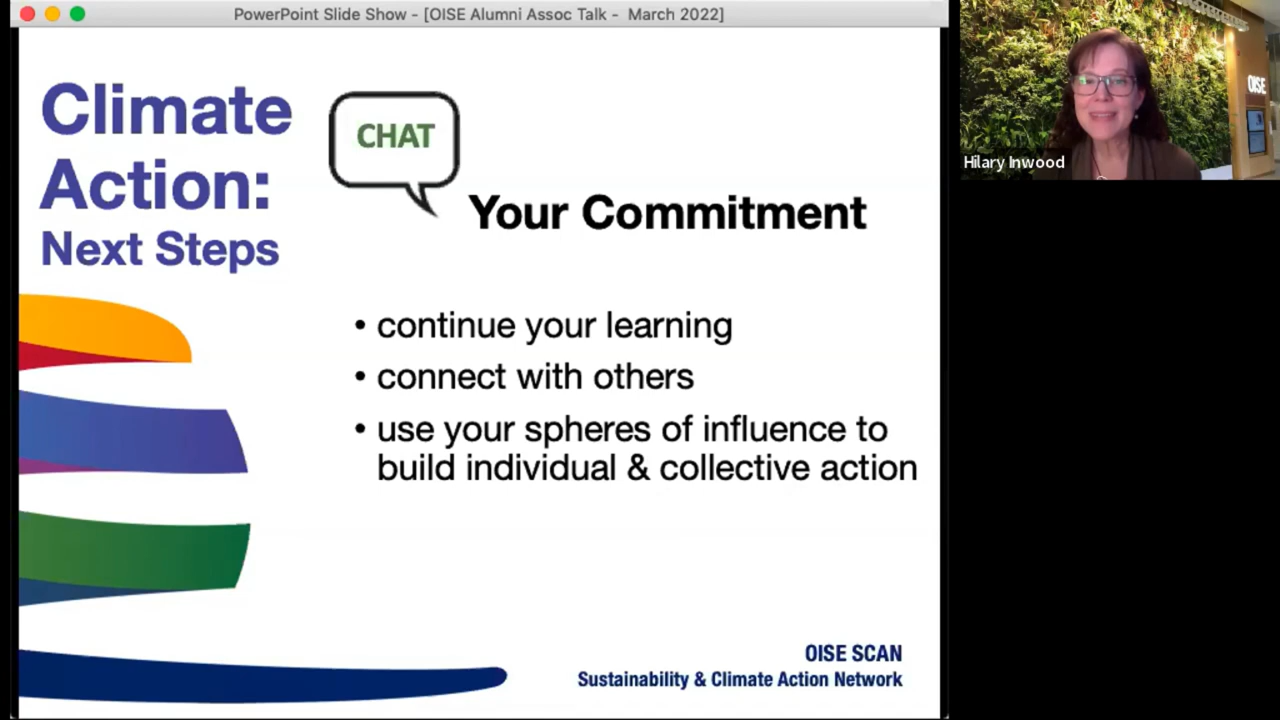 PowerPoint Slide Show - [OISE Alumni Assoc Talk -  March 2022]
Climate
Action:
Next Steps
CHAT
Your Commitment
• continue your learning
• connect with others
• use your spheres of influence to
build individual & collective action
OISE SCAN
Sustainability & Climate Action Network
OISE
Hilary Inwood